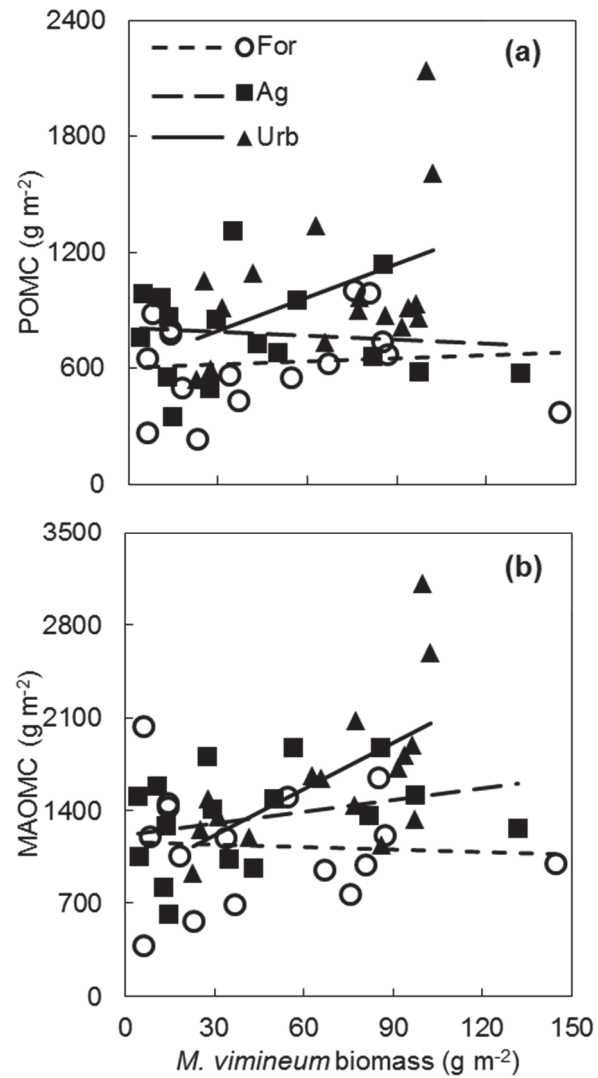 2400
(a)
For
Ag
Urb
1800
1200
600
0
POMC (g m-2)
3500
(b)
2800
2100
1400
700
0
MAOMC (g m-2)
0 30 60 90 120 150
M. vimineum biomass (g m-2)